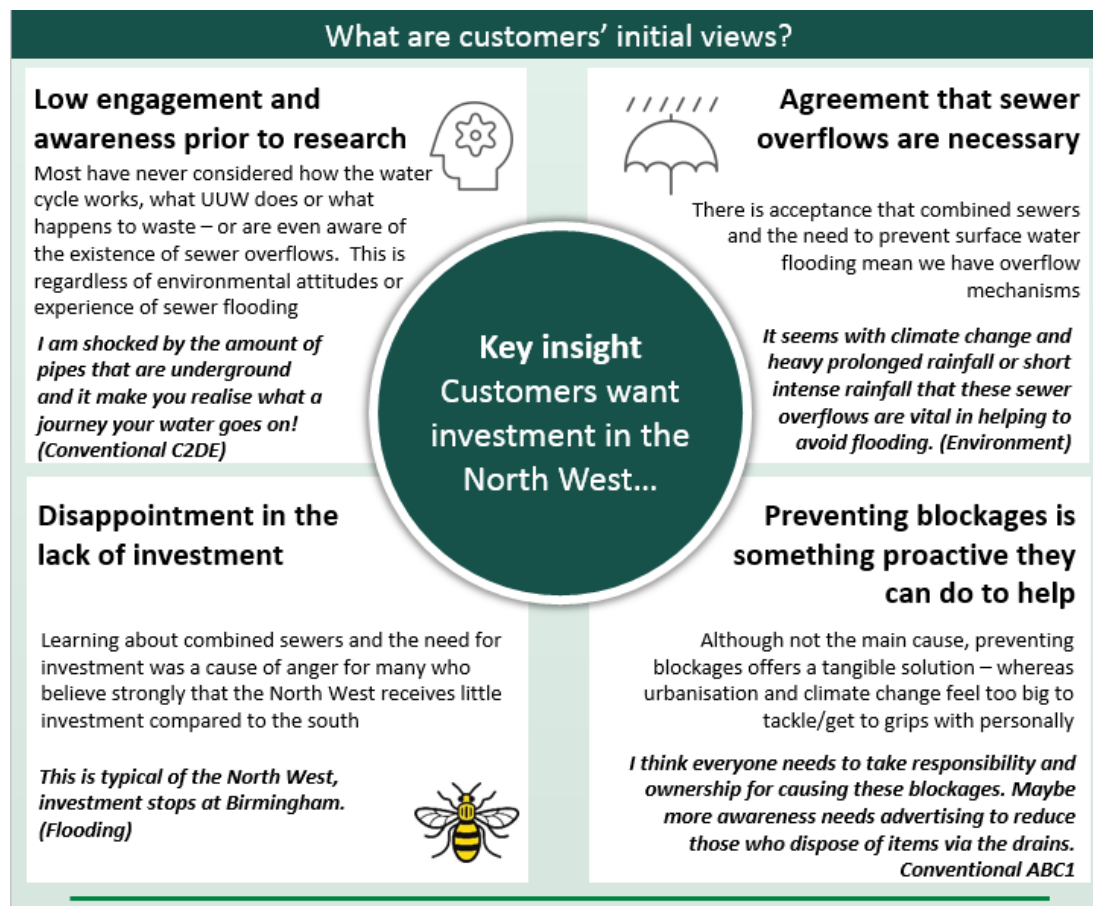 What are customers' initial views?
Low engagement and
awareness prior to research
Most have never considered how the water
cycle works, what UUW does or what
happens to waste – or are even aware of
the existence of sewer overflows.  This is
regardless of environmental attitudes or
experience of sewer flooding
I am shocked by the amount of
pipes that are underground
and it make you realise what a
journey your water goes on!
(Conventional C2DE)
Agreement that sewer
overflows are necessary
There is acceptance that combined sewers
and the need to prevent surface water
flooding mean we have overflow
mechanisms
It seems with climate change and
heavy prolonged rainfall or short
intense rainfall that these sewer
overflows are vital in helping to
avoid flooding. (Environment)
Key insight
Customers want
investment in the
North West...
Disappointment in the
lack of investment
Learning about combined sewers and the need for
investment was a cause of anger for many who
believe strongly that the North West receives little
investment compared to the south
This is typical of the North West,
investment stops at Birmingham.
(Flooding)
Preventing blockages is
something proactive they
can do to help
Although not the main cause, preventing
blockages offers a tangible solution – whereas
urbanisation and climate change feel too big to
tackle/get to grips with personally
I think everyone needs to take responsibility and
ownership for causing these blockages. Maybe
more awareness needs advertising to reduce
those who dispose of items via the drains.
Conventional ABC1